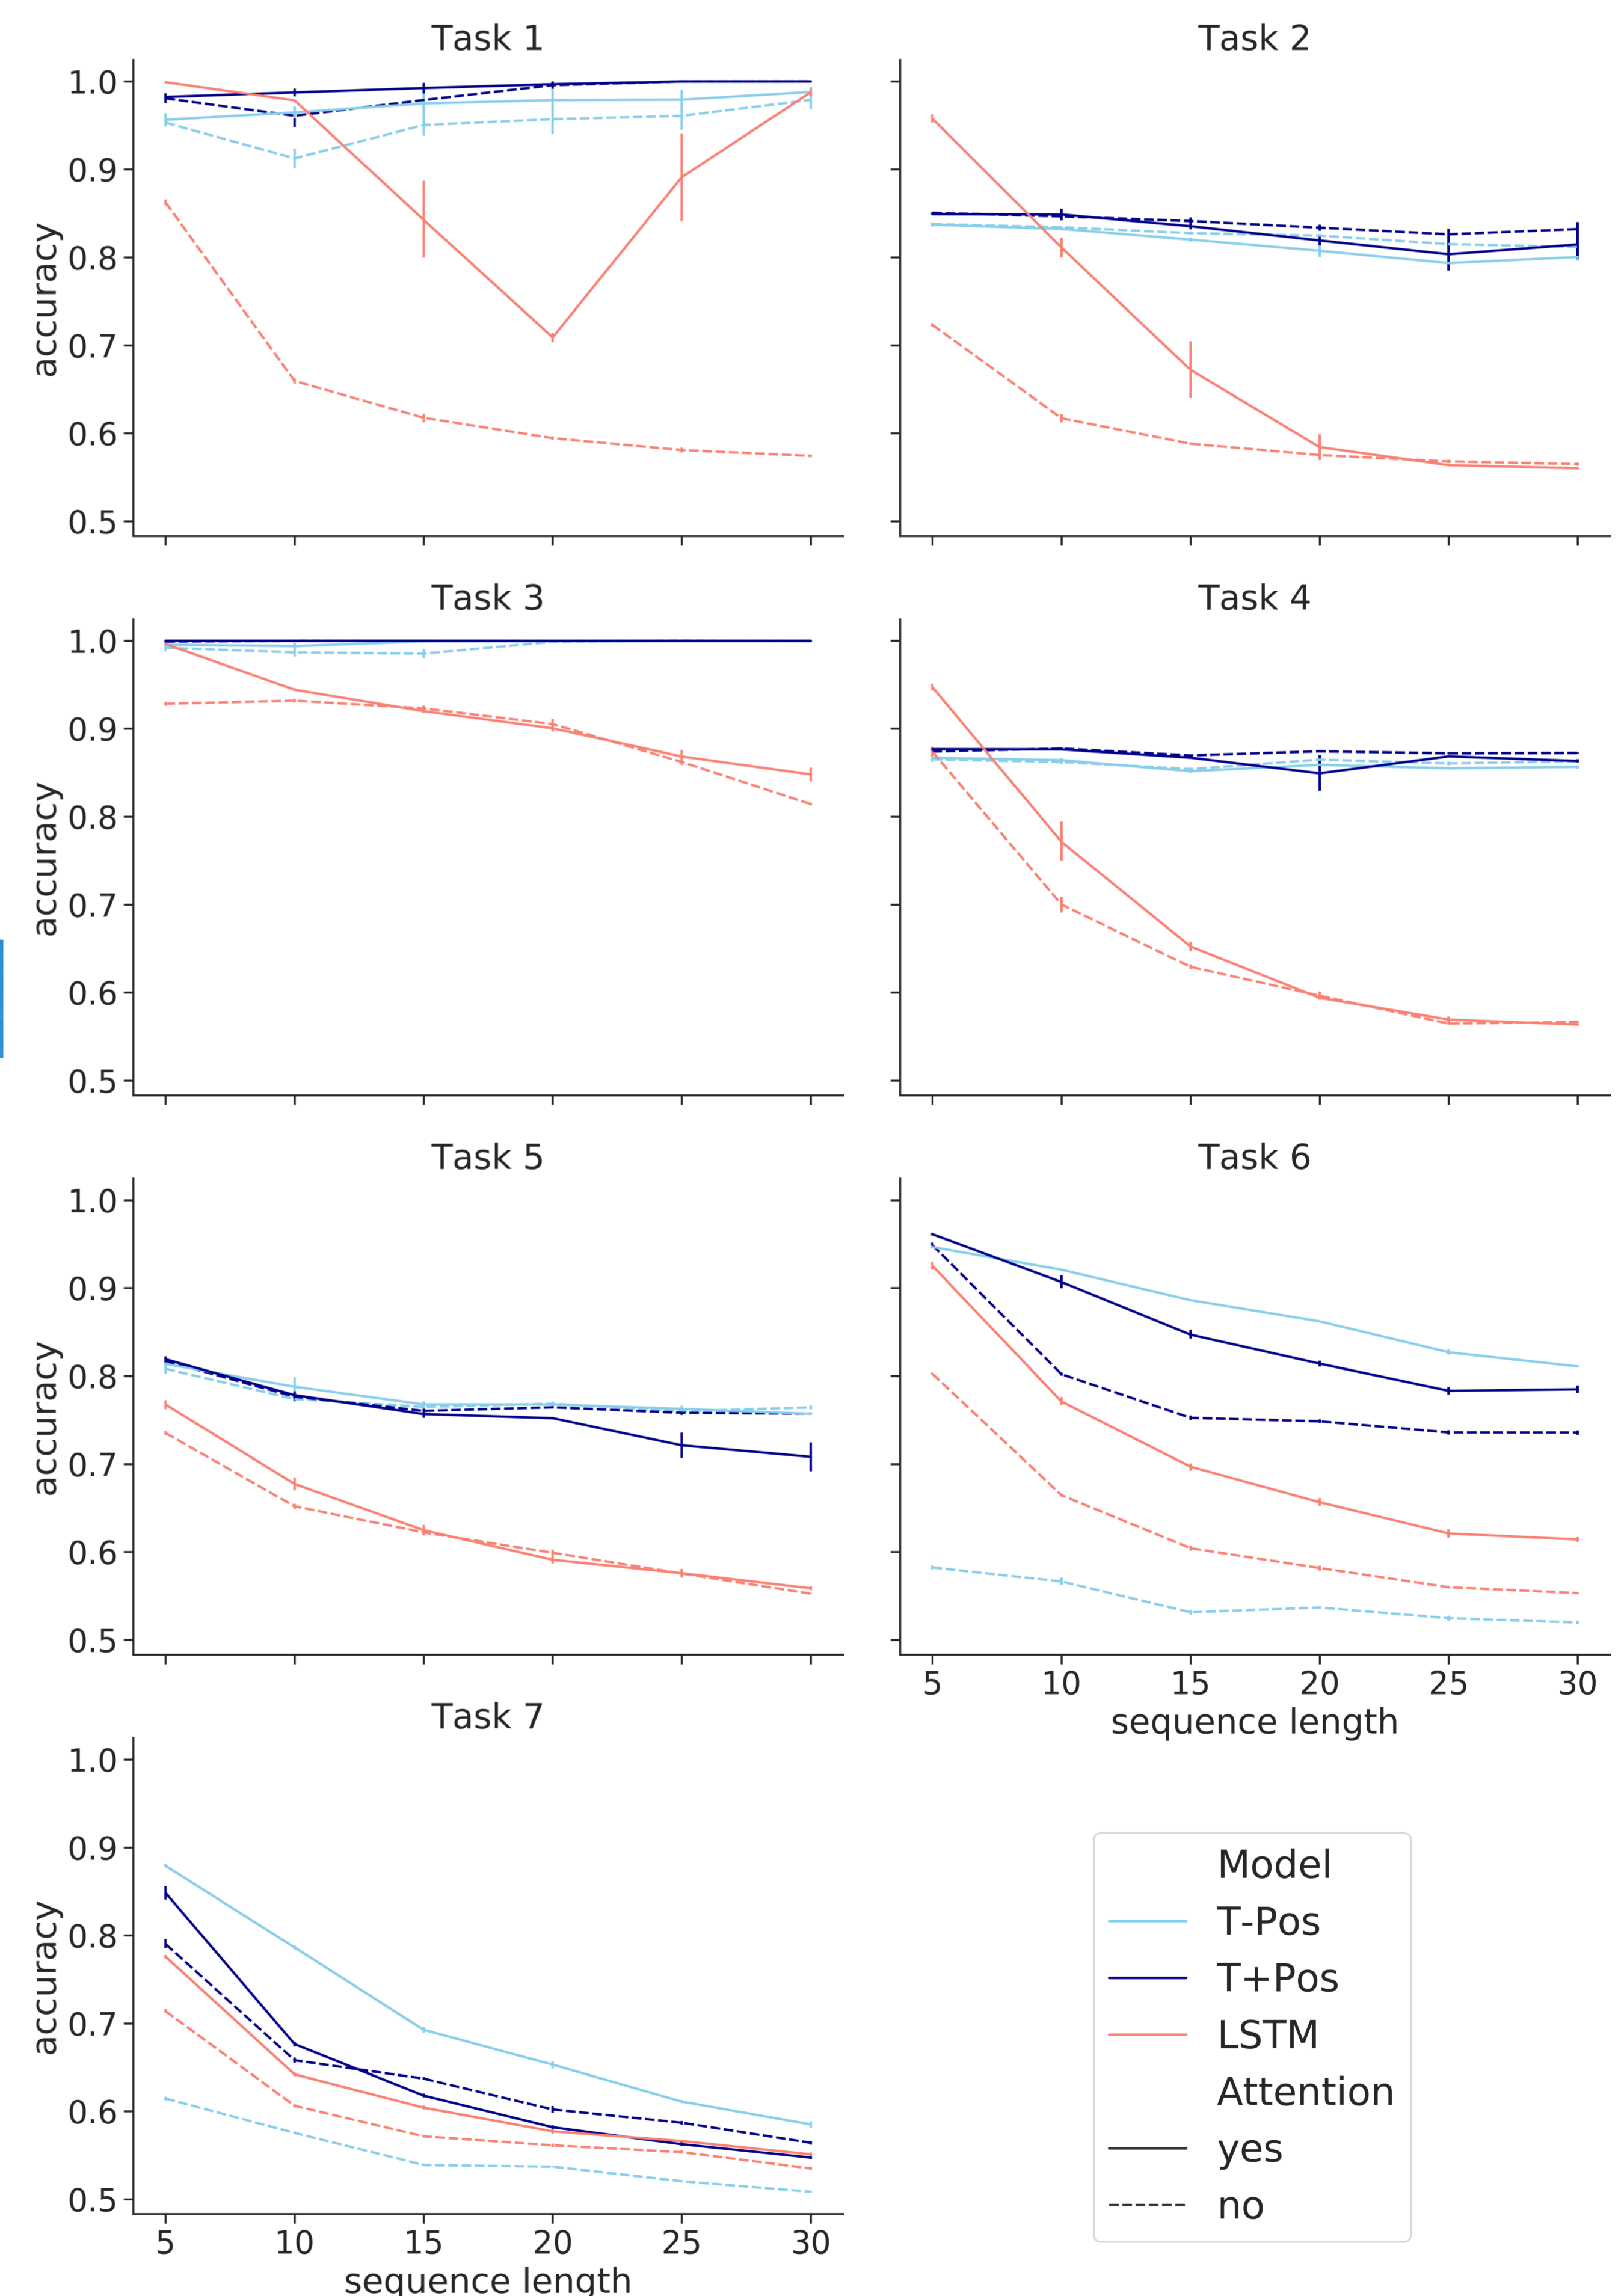 Task 1
Task 2
1.0
0.9
0.8
0.7
0.6
0.5
accuracy
Task 3
Task 4
1.0
0.9
0.8
0.7
0.6
0.5
accuracy
Task 5
Task 6
1.0
0.9
0.8
0.7
0.6
0.5
accuracy
5 10 15 20 25 30
sequence length
Task 7
1.0
0.9
0.8
0.7
0.6
0.5
accuracy
5 10 15 20 25 30
sequence length
Model
T-Pos
T+Pos
LSTM
Attention
yes
no